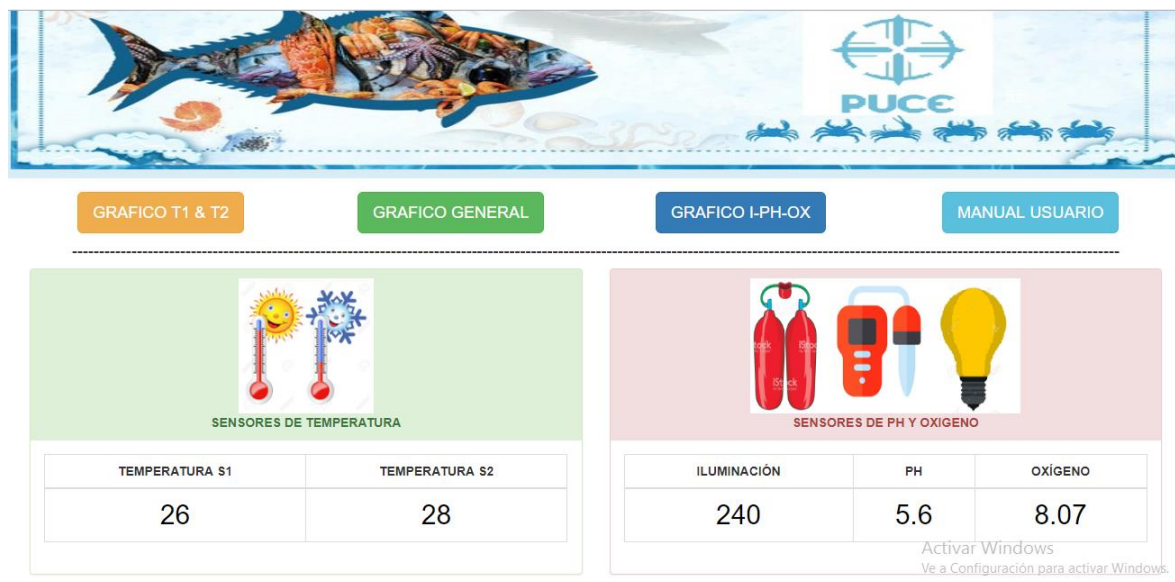 PUCE
GRAFICO T1 & T2
GRAFICO GENERAL
GRAFICO I-PH-OX
MANUAL USUARIO
SENSORES DE TEMPERATURA
TEMPERATURA S1 TEMPERATURA S2
26 28
iStock
SENSORES DE PH Y OXIGENO
ILUMINACIÓN PH OXÍGENO
240 5.6 8.07
Activar Windows
Ve a Configuración para activar Windows.